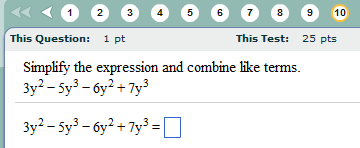 1 2 3 4 5 6 7 8 9 10
This Question: 1 pt This Test: 25 pts
Simplify the expression and combine like terms.
3y² – 5y³ – 6y² + 7y³
3y² – 5y³ – 6y² + 7y³ =